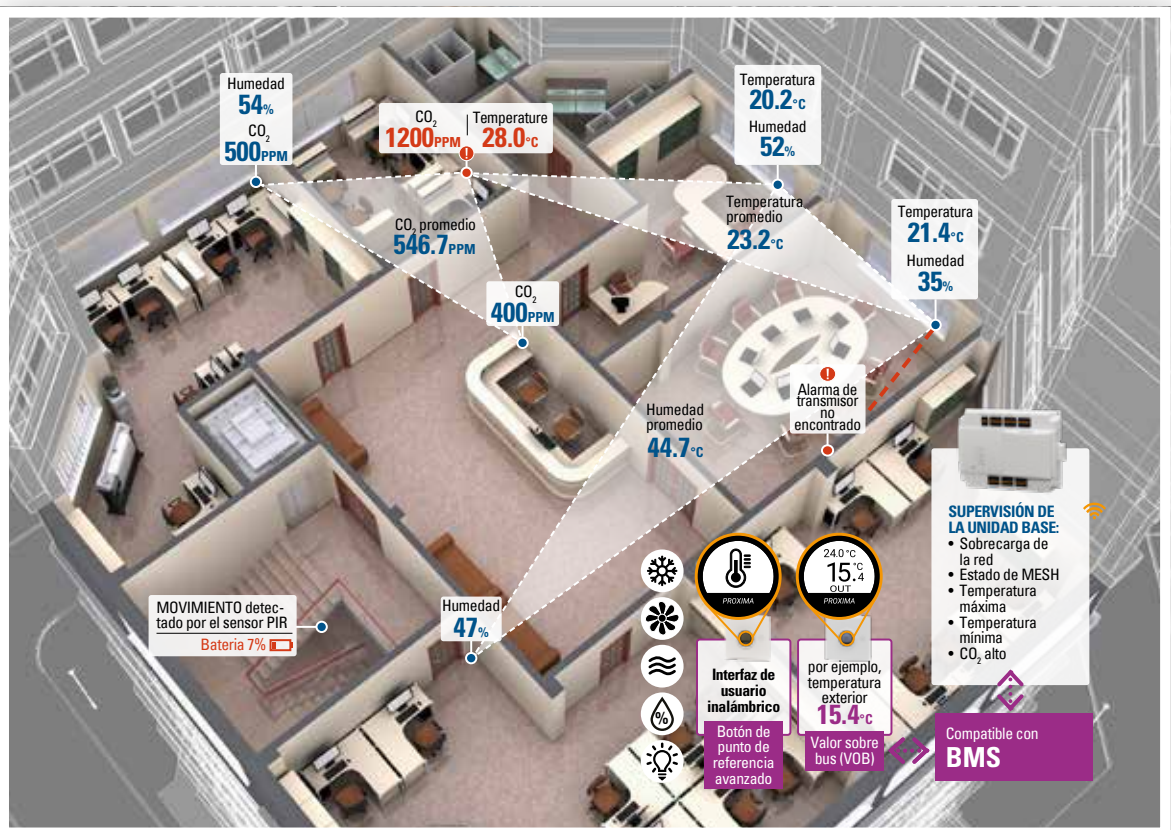 Humedad
54%
CO2
500PPM
CO2
1200PPM
Temperature
28.0°C
!
Temperatura
20.2°C
Humedad
52%
Temperatura
21.4°C
Humedad
35%
CO2 promedio
546.7PPM
Temperatura
promedio
23.2°C
CO2
400PPM
!
Alarma de
transmisor
no
encontrado
Humedad
promedio
44.7°C
SUPERVISIÓN DE
LA UNIDAD BASE:
• Sobrecarga de
la red
• Estado de MESH
• Temperatura
máxima
• Temperatura
mínima
• CO2 alto
MOVIMIENTO detec-
tado por el sensor PIR
Bateria 7%
Humedad
47%
%
PROXIMA
24.0 °C
15.4 °C
OUT
PROXIMA
Interfaz de
usuario
inalámbrico
Botón de
punto de
referencia
avanzado
por ejemplo,
temperatura
exterior
15.4°C
Valor sobre
bus (VOB)
Compatible con
BMS